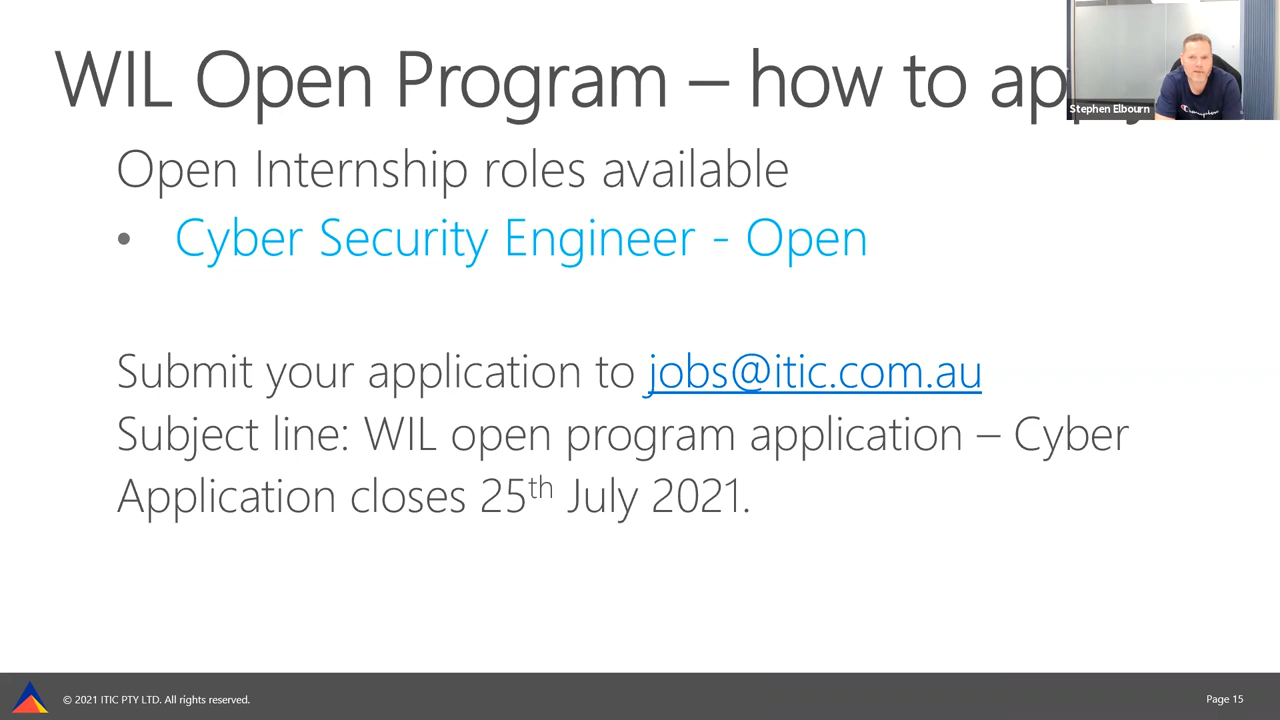 WIL Open Program – how to
Stephen Elbourn
Open Internship roles available
• Cyber Security Engineer - Open
Submit your application to jobs@itic.com.au
Subject line: WIL open program application – Cyber
Application closes 25th July 2021.
© 2021 ITIC PTY LTD. All rights reserved.
Page 15